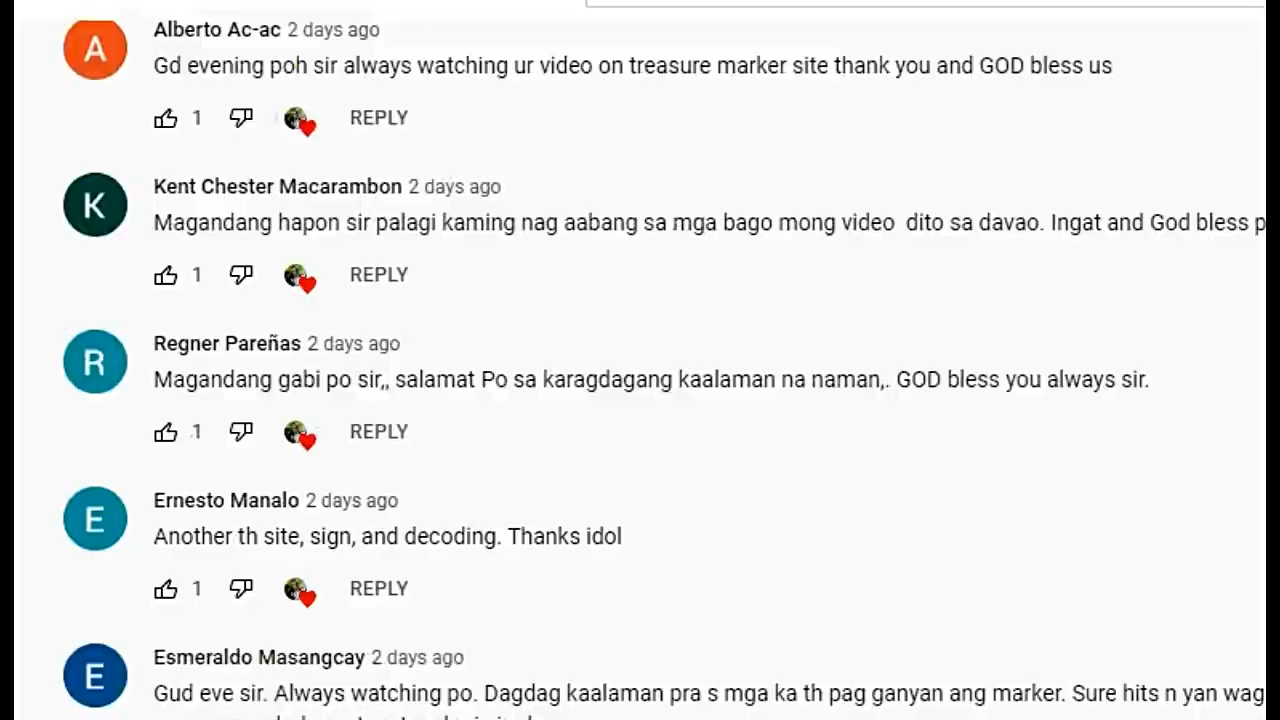 A
Alberto Ac-ac 2 days ago
Gd evening poh sir always watching ur video on treasure marker site thank you and GOD bless us
1 REPLY
K
Kent Chester Macarambon 2 days ago
Magandang hapon sir palagi kaming nag aabang sa mga bago mong video dito sa davao. Ingat and God bless p
1 REPLY
R
Regner Pareñas 2 days ago
Magandang gabi po sir,, salamat Po sa karagdagang kaalaman na naman,. GOD bless you always sir.
1 REPLY
E
Ernesto Manalo 2 days ago
Another th site, sign, and decoding. Thanks idol
1 REPLY
E
Esmeraldo Masangcay 2 days ago
Gud eve sir. Always watching po. Dagdag kaalaman pra s mga ka th pag ganyan ang marker. Sure hits n yan wag